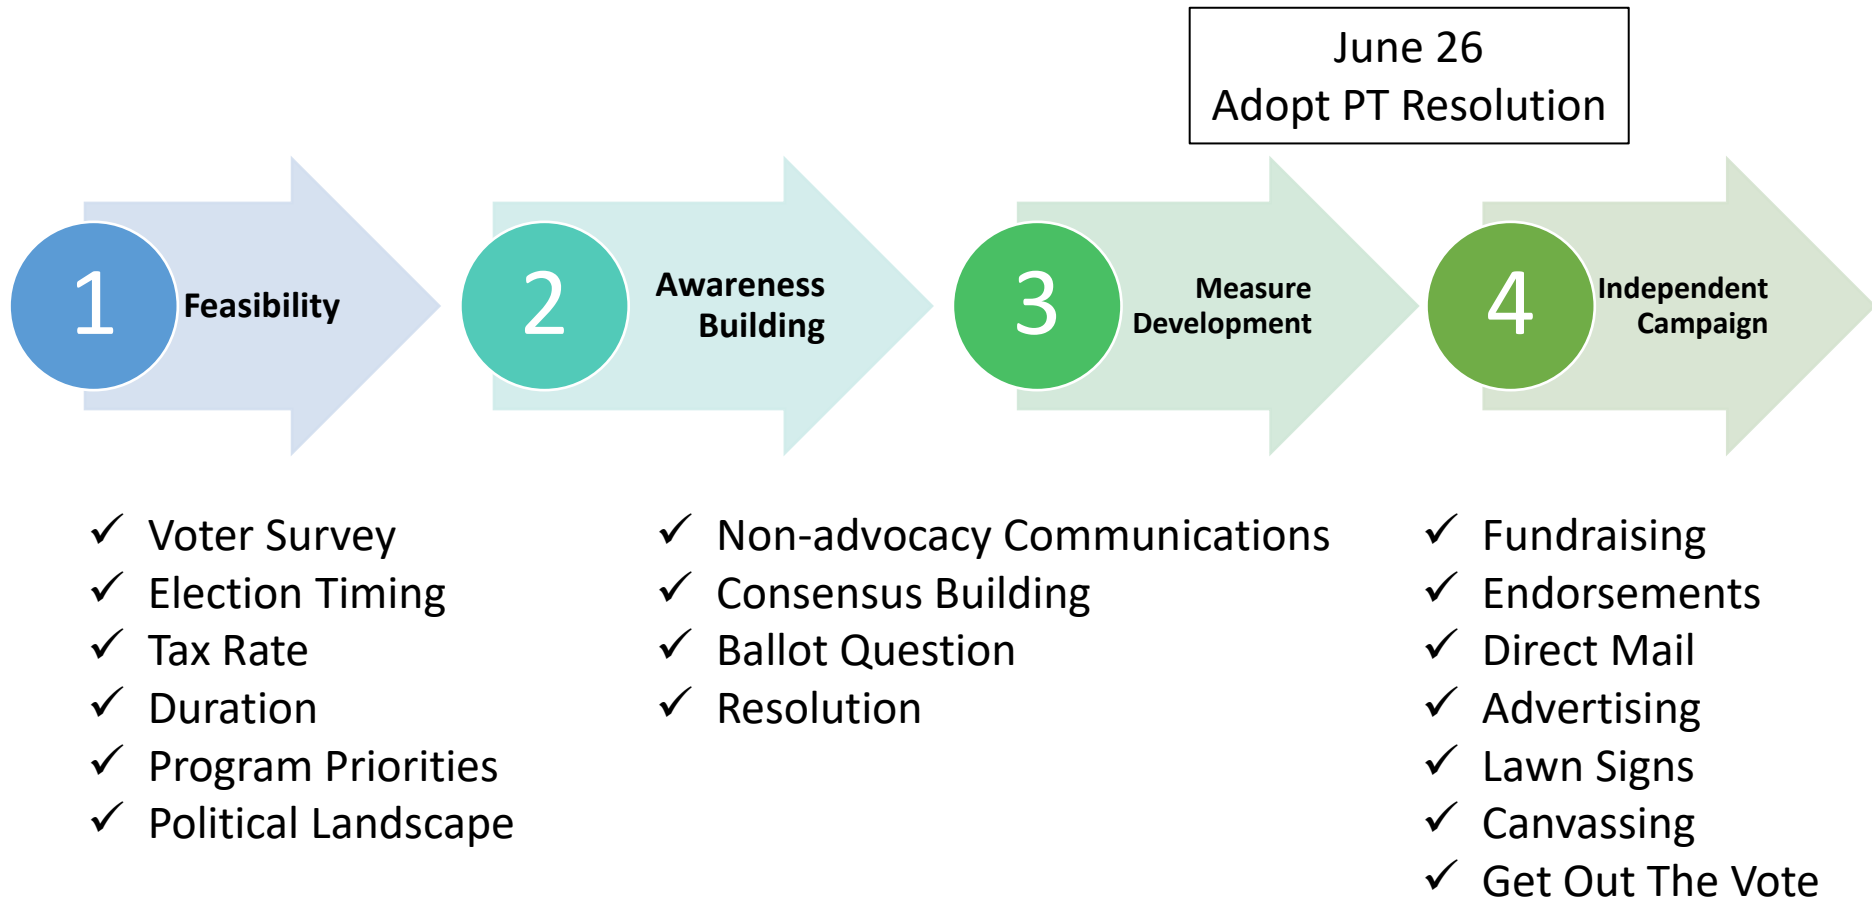 June 26
Adopt PT Resolution
1
Feasibility
2
Awareness
Building
3
Measure
Development
4
Independent
Campaign
✓ Voter Survey
✓ Election Timing
✓ Tax Rate
✓ Duration
✓ Program Priorities
✓ Political Landscape
✓ Non-advocacy Communications
✓ Consensus Building
✓ Ballot Question
✓ Resolution
✓ Fundraising
✓ Endorsements
✓ Direct Mail
✓ Advertising
✓ Lawn Signs
✓ Canvassing
✓ Get Out The Vote